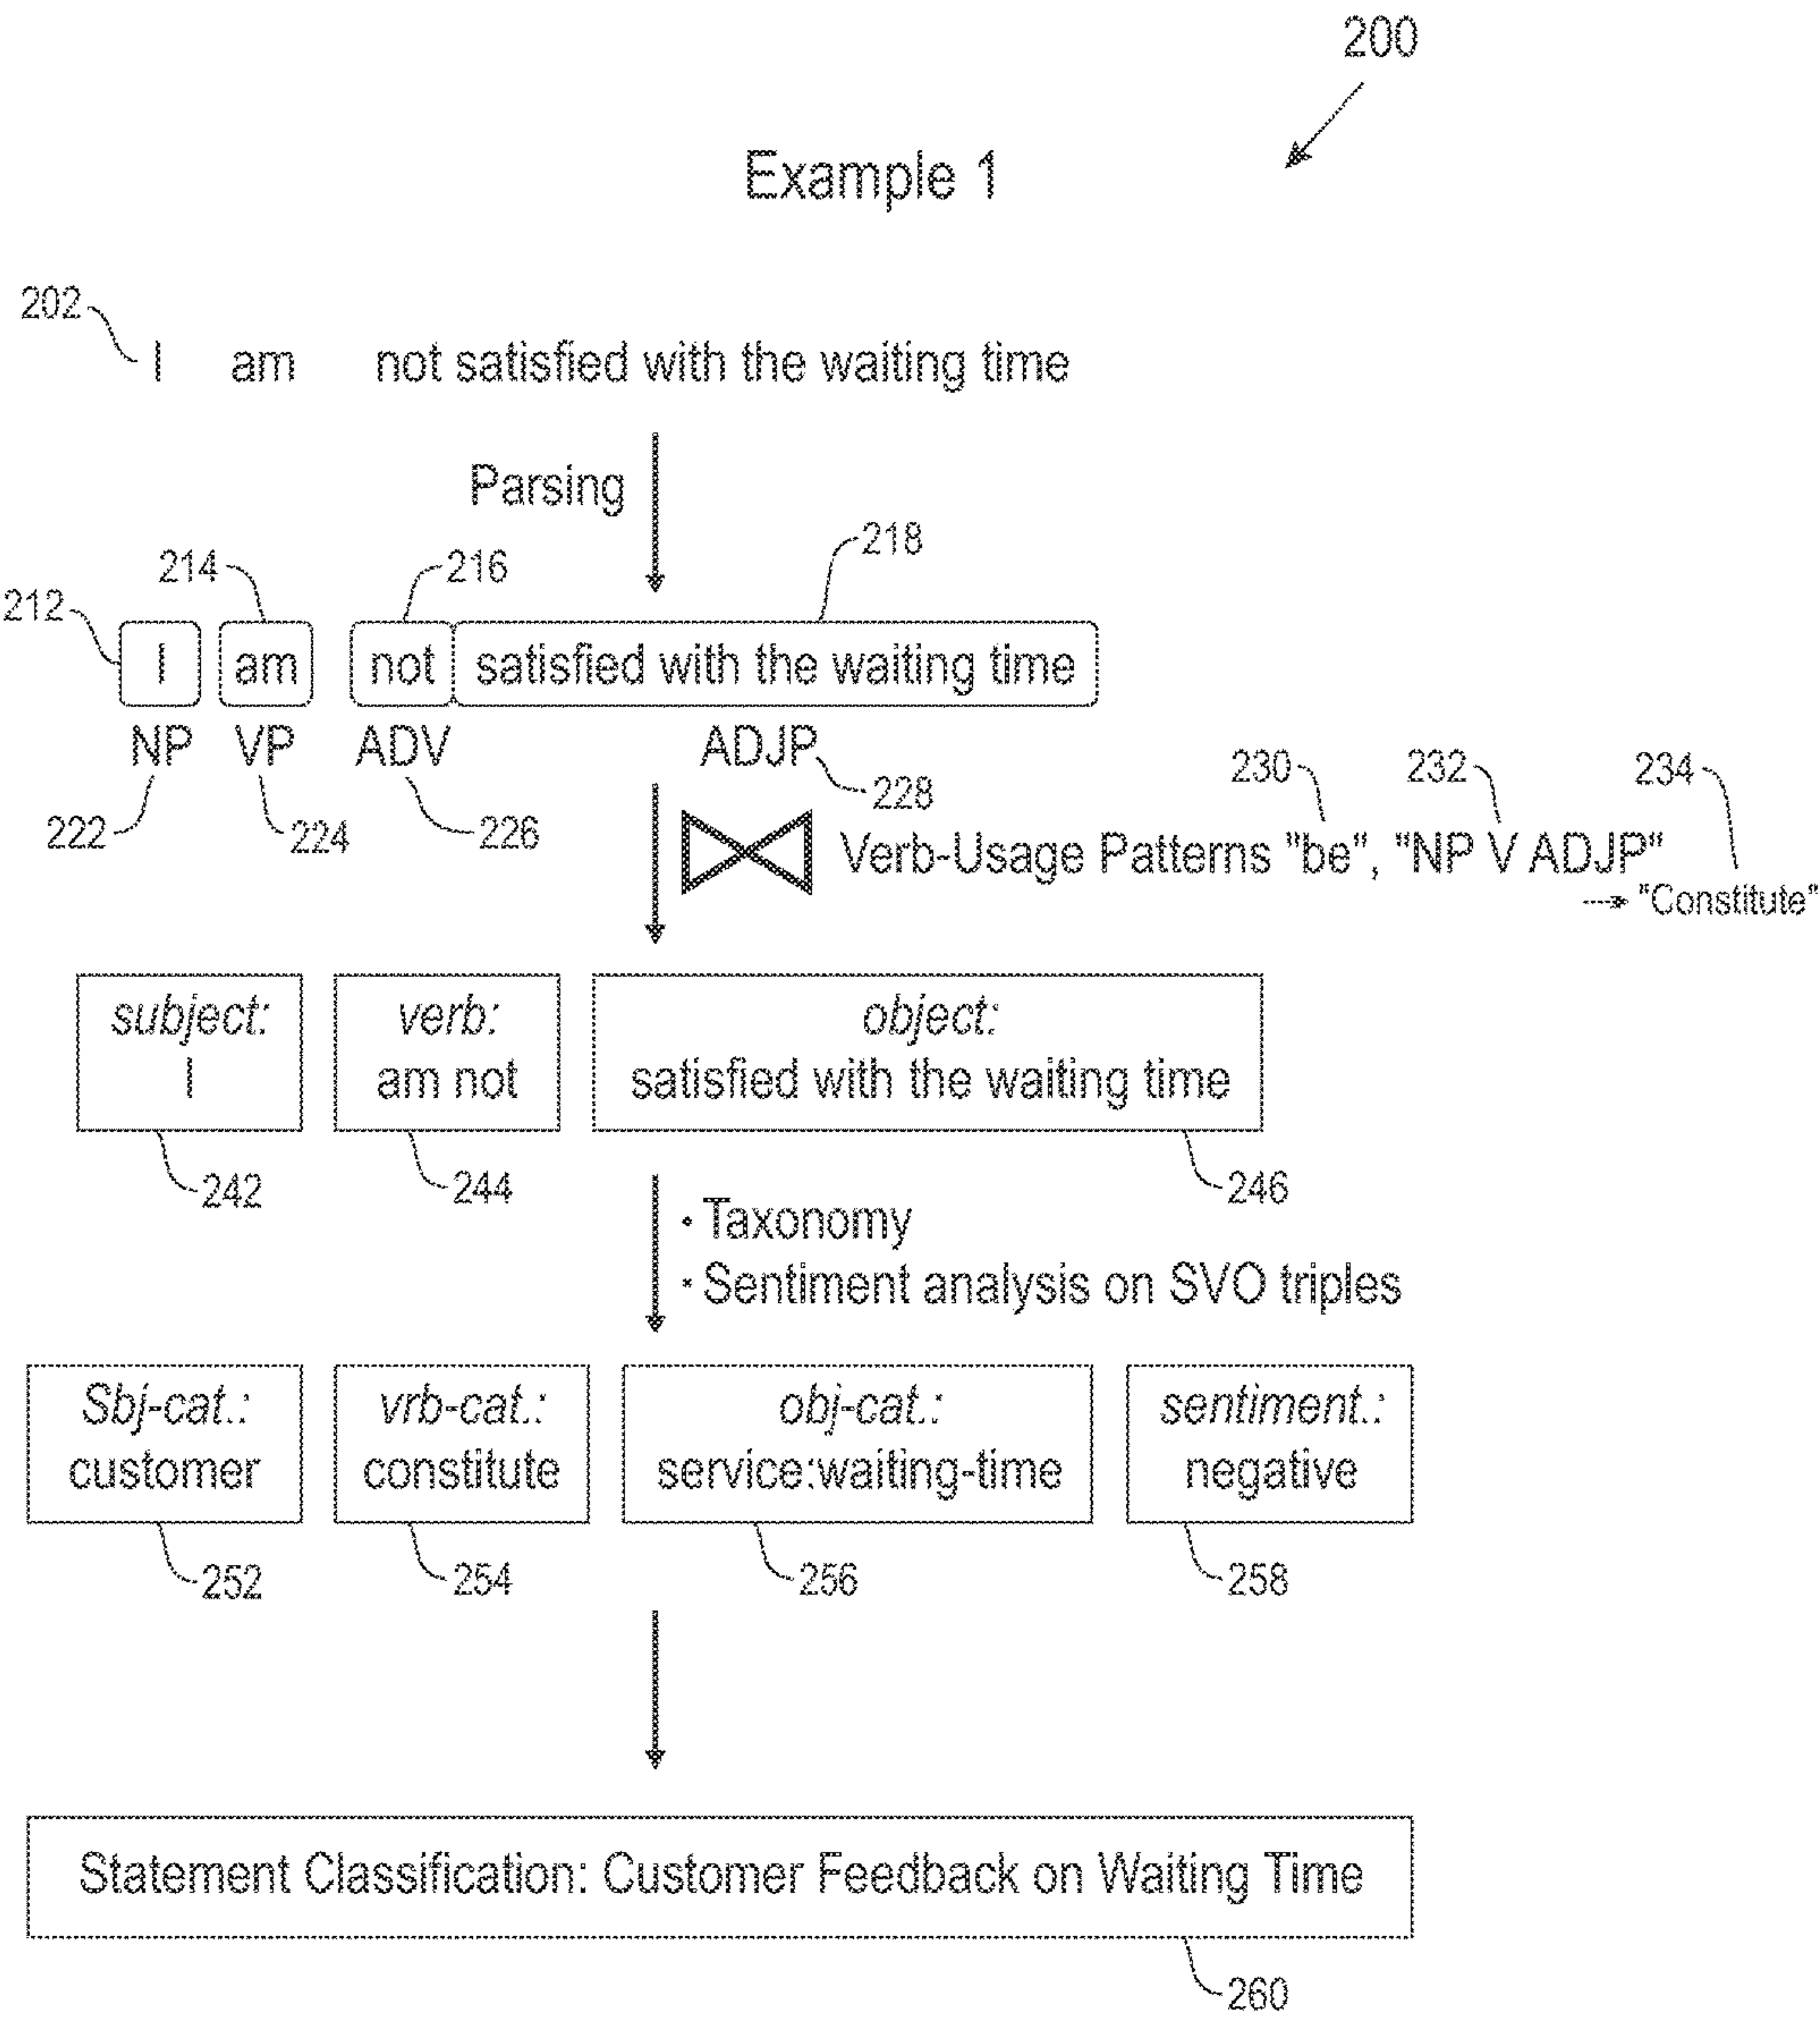 200
Example 1
202
I am not satisfied with the waiting time
Parsing
218
214
216
212
I am not satisfied with the waiting time
NP VP ADV ADJP
230 232 234
222 224 226 228
Verb-Usage Patterns "be", "NP V ADJP"
"Constitute"
subject: verb: object:
I am not satisfied with the waiting time
242 244 246
· Taxonomy
· Sentiment analysis on SVO triples
Sbj-cat.: vrb-cat.: obj-cat.: sentiment.:
customer constitute service:waiting-time negative
252 254 256 258
Statement Classification: Customer Feedback on Waiting Time
260